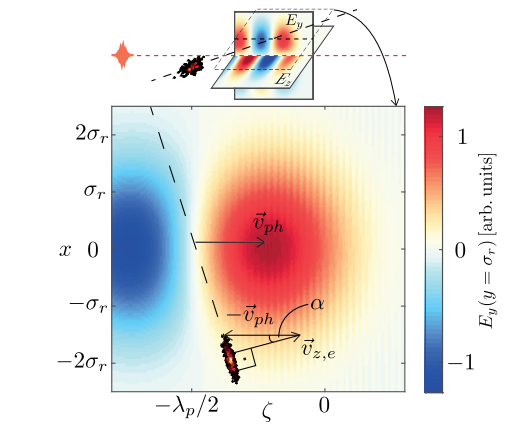 E_y
E_z
2σ_r
σ_r
x 0
−σ_r
−2σ_r
v⃗_ph
−v⃗_ph
α
v⃗_{z,e}
−λ_p/2 ζ 0
1
0
−1
E_y(y = σ_r) [arb. units]